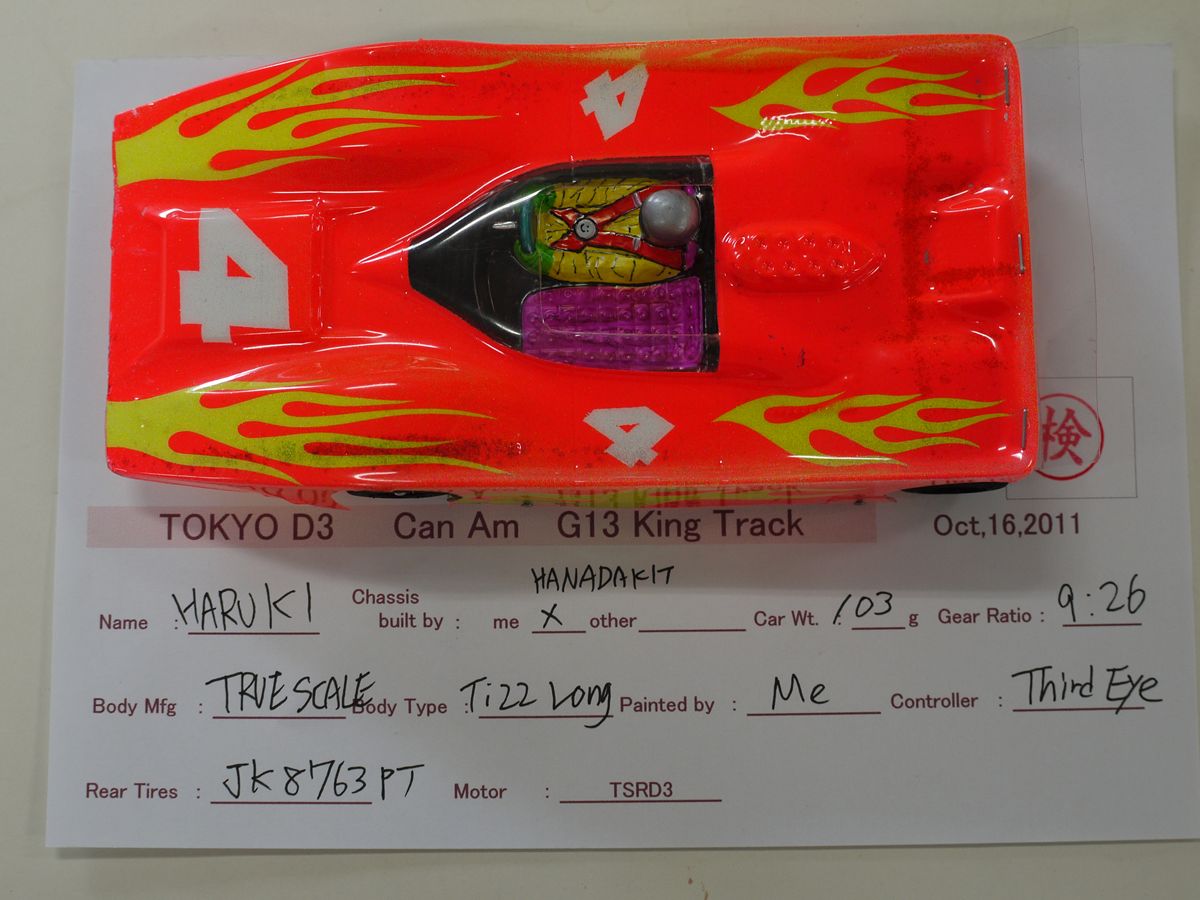 4
4
4
検
TOKYO D3 Can Am G13 King Track Oct,16,2011
HANADAKIT
Name : HARUKI Chassis built by : me X other Car Wt. : 103 g Gear Ratio : 9:26
Body Mfg : TRUESCALE Body Type : Ti22 Long Painted by : Me Controller : Third Eye
Rear Tires : JK8763PT Motor : TSRD3